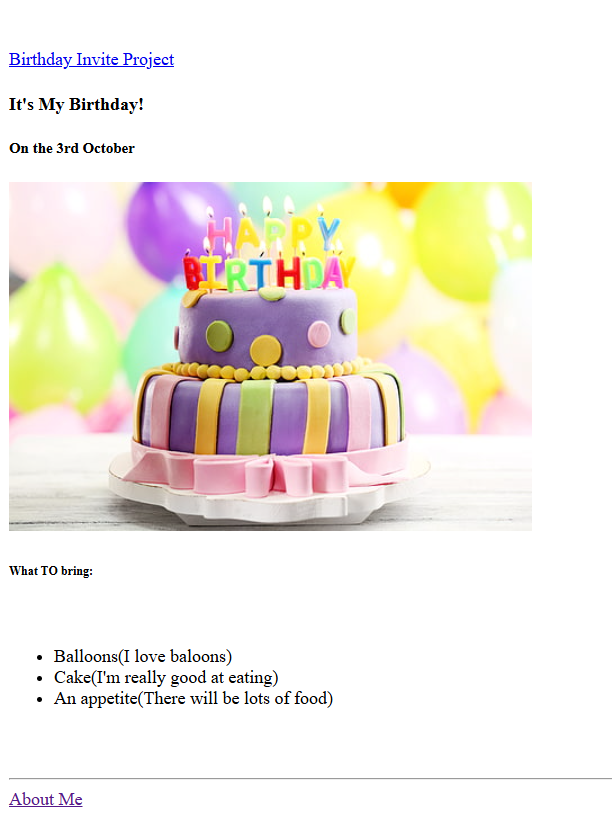 Birthday Invite Project
It's My Birthday!
On the 3rd October
HAPPY
BIRTHDAY
What TO bring:
Balloons(I love baloons)
Cake(I'm really good at eating)
An appetite(There will be lots of food)
About Me